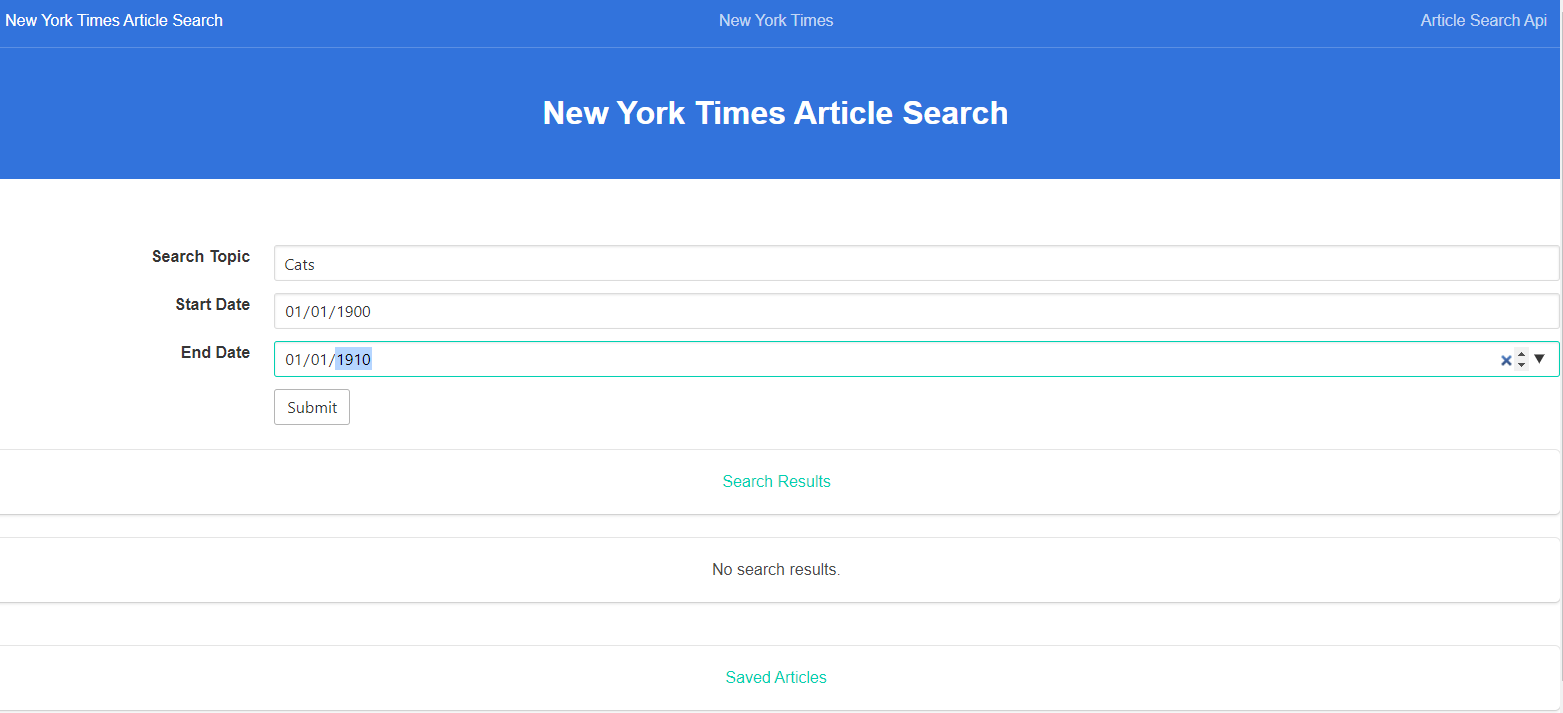 New York Times Article Search New York Times Article Search Api
New York Times Article Search
Search Topic Cats
Start Date 01/01/1900
End Date 01/01/1910
Submit
Search Results
No search results.
Saved Articles